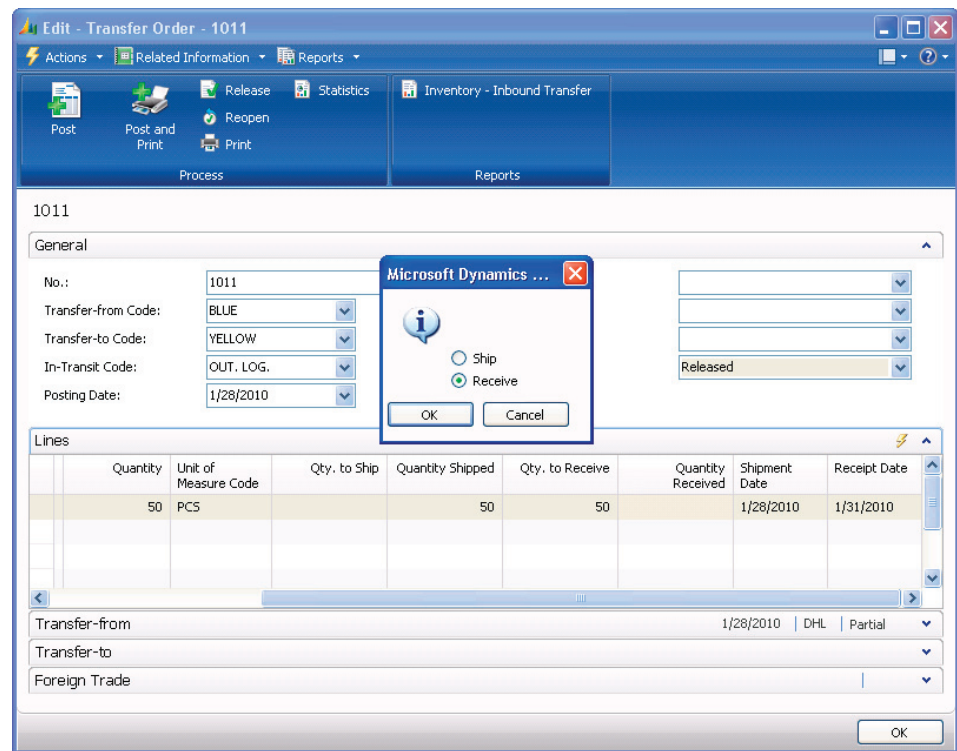 Edit - Transfer Order - 1011
Actions Related Information Reports
Post
Post and Print
Release
Reopen
Print
Statistics
Inventory - Inbound Transfer
Process
Reports
1011
General
No.: 1011
Transfer-from Code: BLUE
Transfer-to Code: YELLOW
In-Transit Code: OUT. LOG.
Released
Posting Date: 1/28/2010
Microsoft Dynamics ...
Ship
Receive
OK Cancel
Lines
Quantity Unit of Measure Code Qty. to Ship Quantity Shipped Qty. to Receive Quantity Received Shipment Date Receipt Date
50 PCS 50 50 1/28/2010 1/31/2010
Transfer-from 1/28/2010 | DHL | Partial
Transfer-to
Foreign Trade
OK